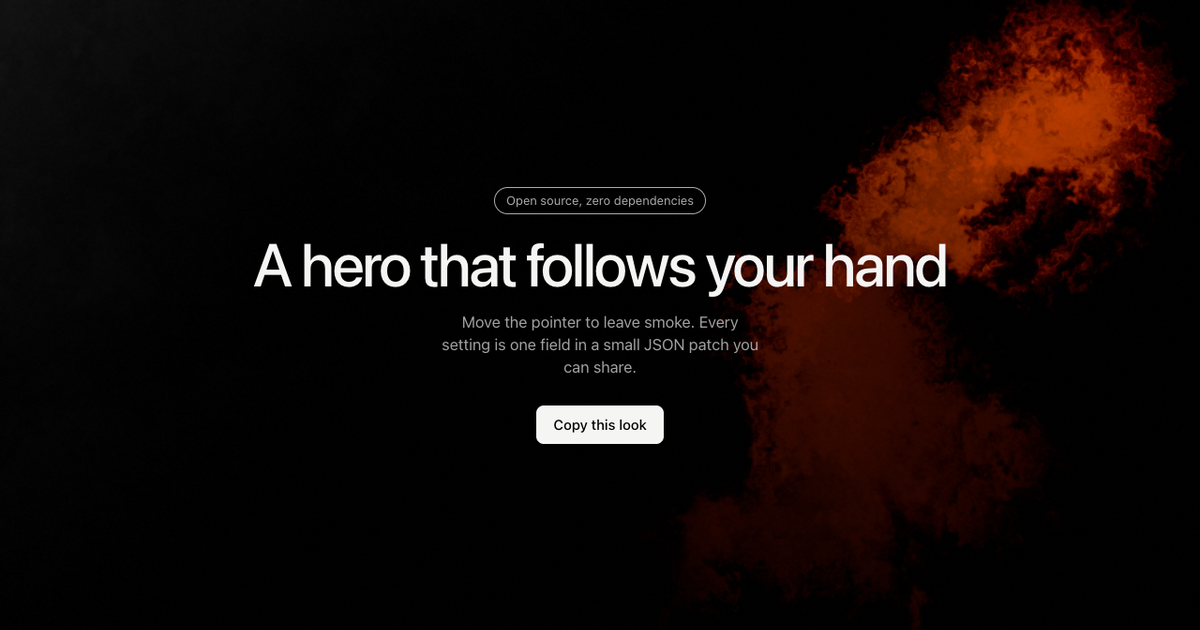 Open source, zero dependencies
A hero that follows your hand
Move the pointer to leave smoke. Every
setting is one field in a small JSON patch you
can share.
Copy this look